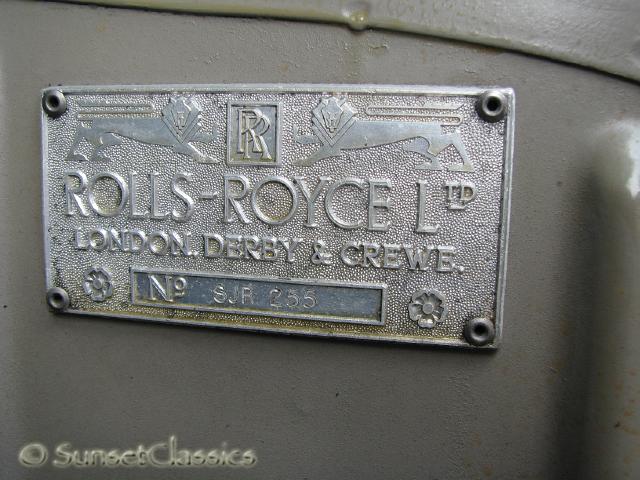 RR
ROLLS-ROYCE LTD
LONDON. DERBY & CREWE.
No SJR 255
© SunsetClassics